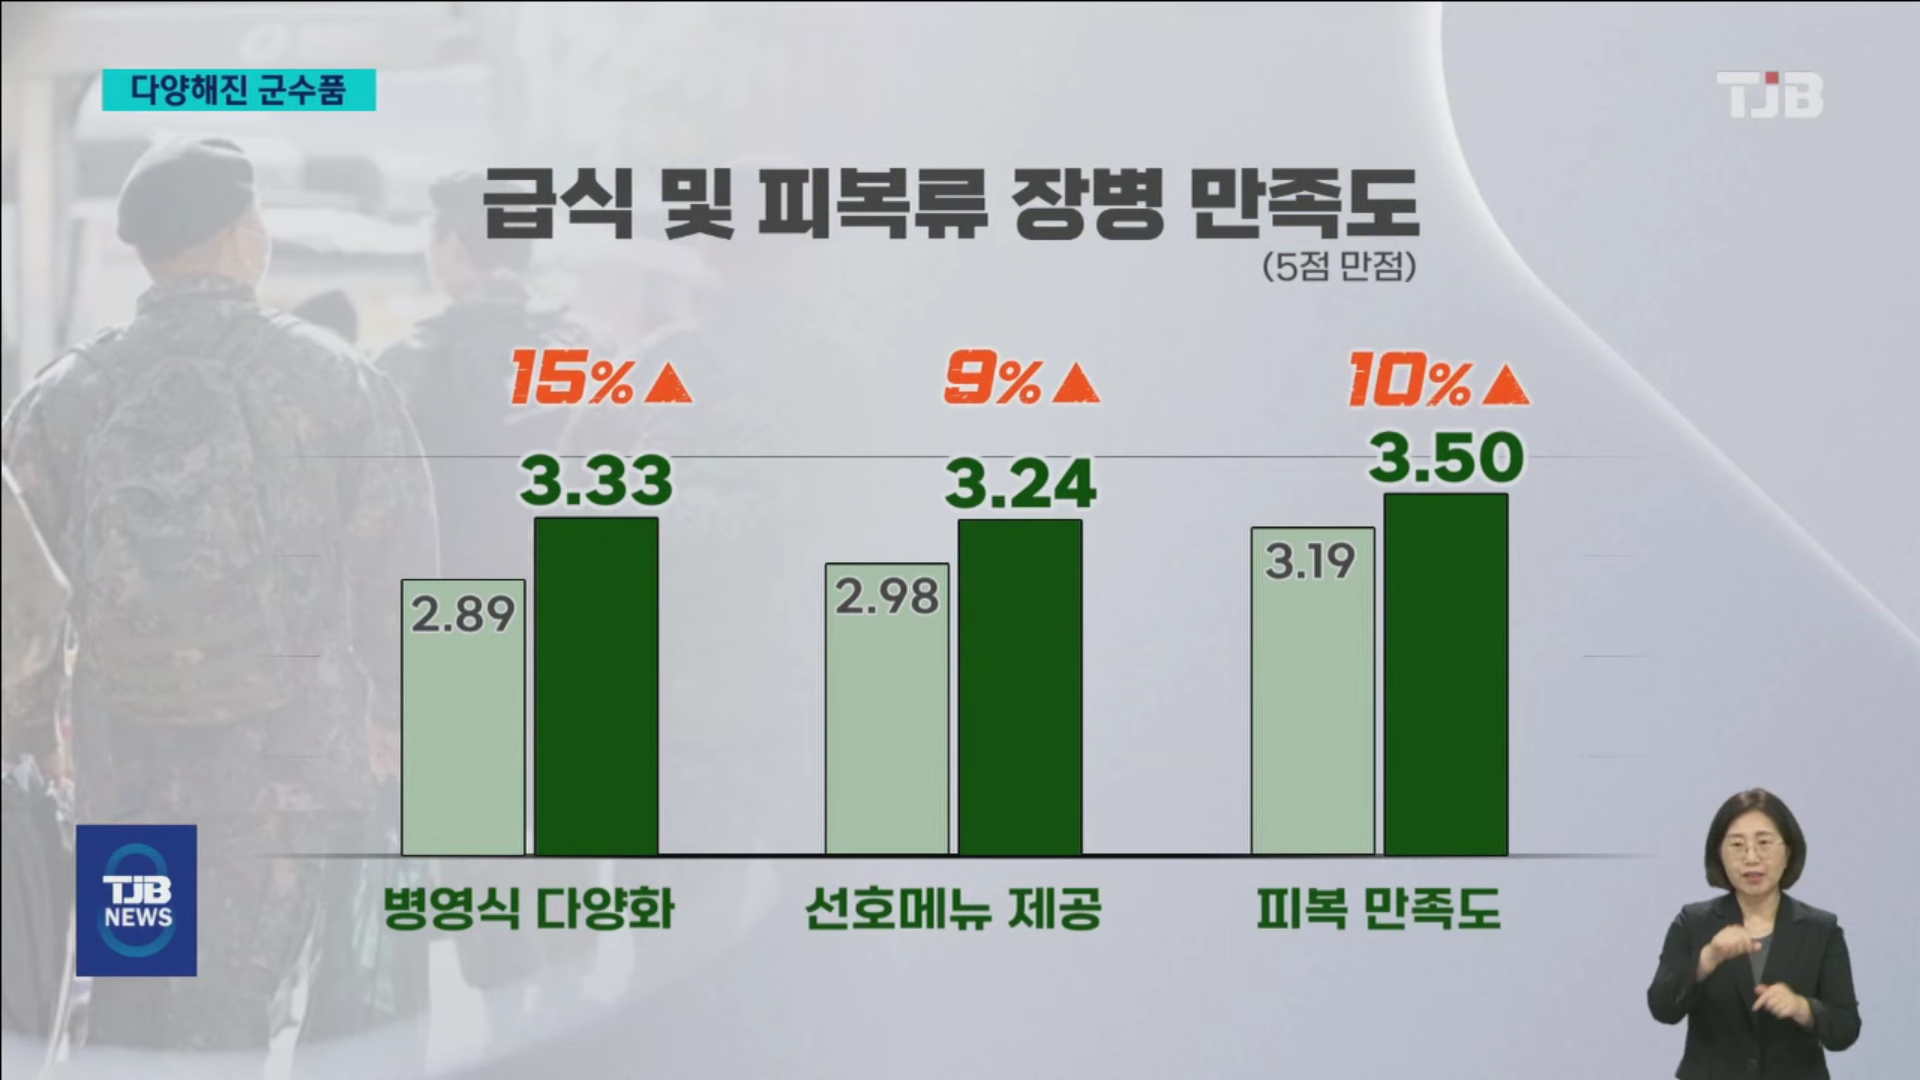 다양해진 군수품
TJB
급식 및 피복류 장병 만족도
(5점 만점)
15%▲
9%▲
10%▲
3.33
3.24
3.50
2.89
2.98
3.19
병영식 다양화
선호메뉴 제공
피복 만족도
TJB
NEWS